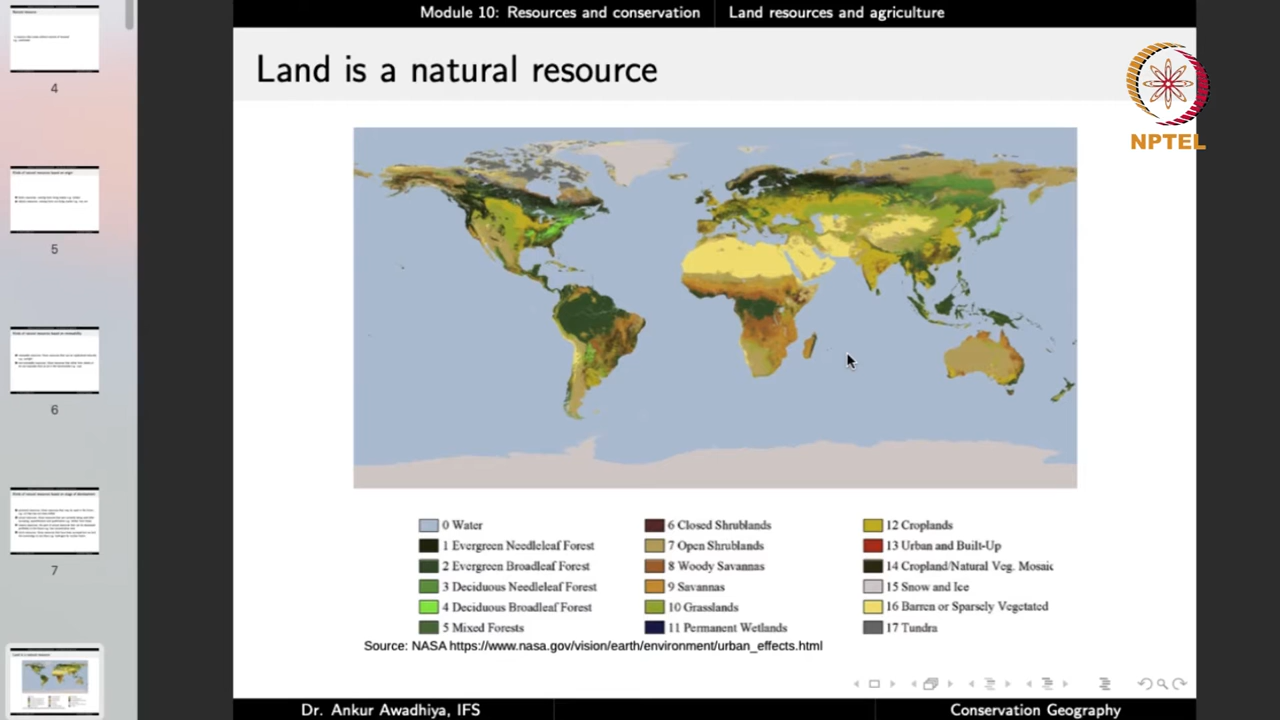 Module 10: Resources and conservation Land resources and agriculture
Land is a natural resource
NPTEL
0 Water
1 Evergreen Needleleaf Forest
2 Evergreen Broadleaf Forest
3 Deciduous Needleleaf Forest
4 Deciduous Broadleaf Forest
5 Mixed Forests
6 Closed Shrublands
7 Open Shrublands
8 Woody Savannas
9 Savannas
10 Grasslands
11 Permanent Wetlands
12 Croplands
13 Urban and Built-Up
14 Cropland/Natural Veg. Mosaic
15 Snow and Ice
16 Barren or Sparsely Vegetated
17 Tundra
Source: NASA https://www.nasa.gov/vision/earth/environment/urban_effects.html
Dr. Ankur Awadhiya, IFS Conservation Geography
4
5
6
7